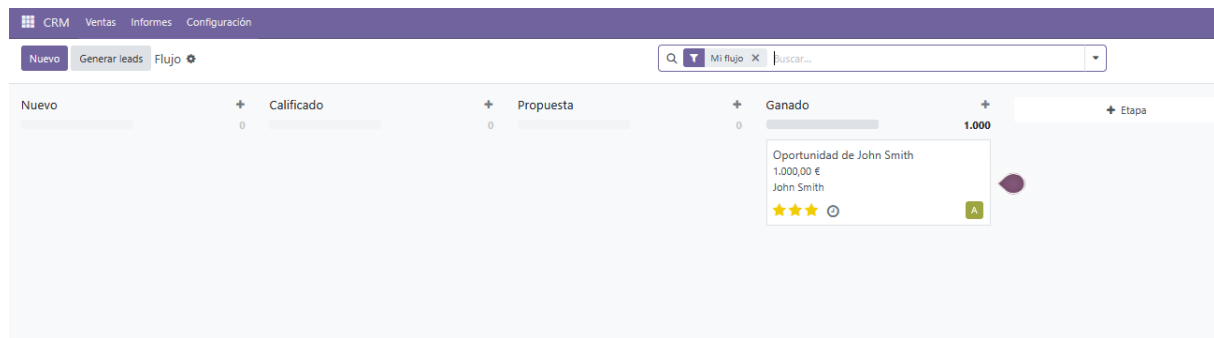 CRM Ventas Informes Configuración
Nuevo Generar leads Flujo Mi flujo Buscar...
Nuevo Calificado Propuesta Ganado Etapa
0 0 0 1.000
Oportunidad de John Smith
1.000,00 €
John Smith
A